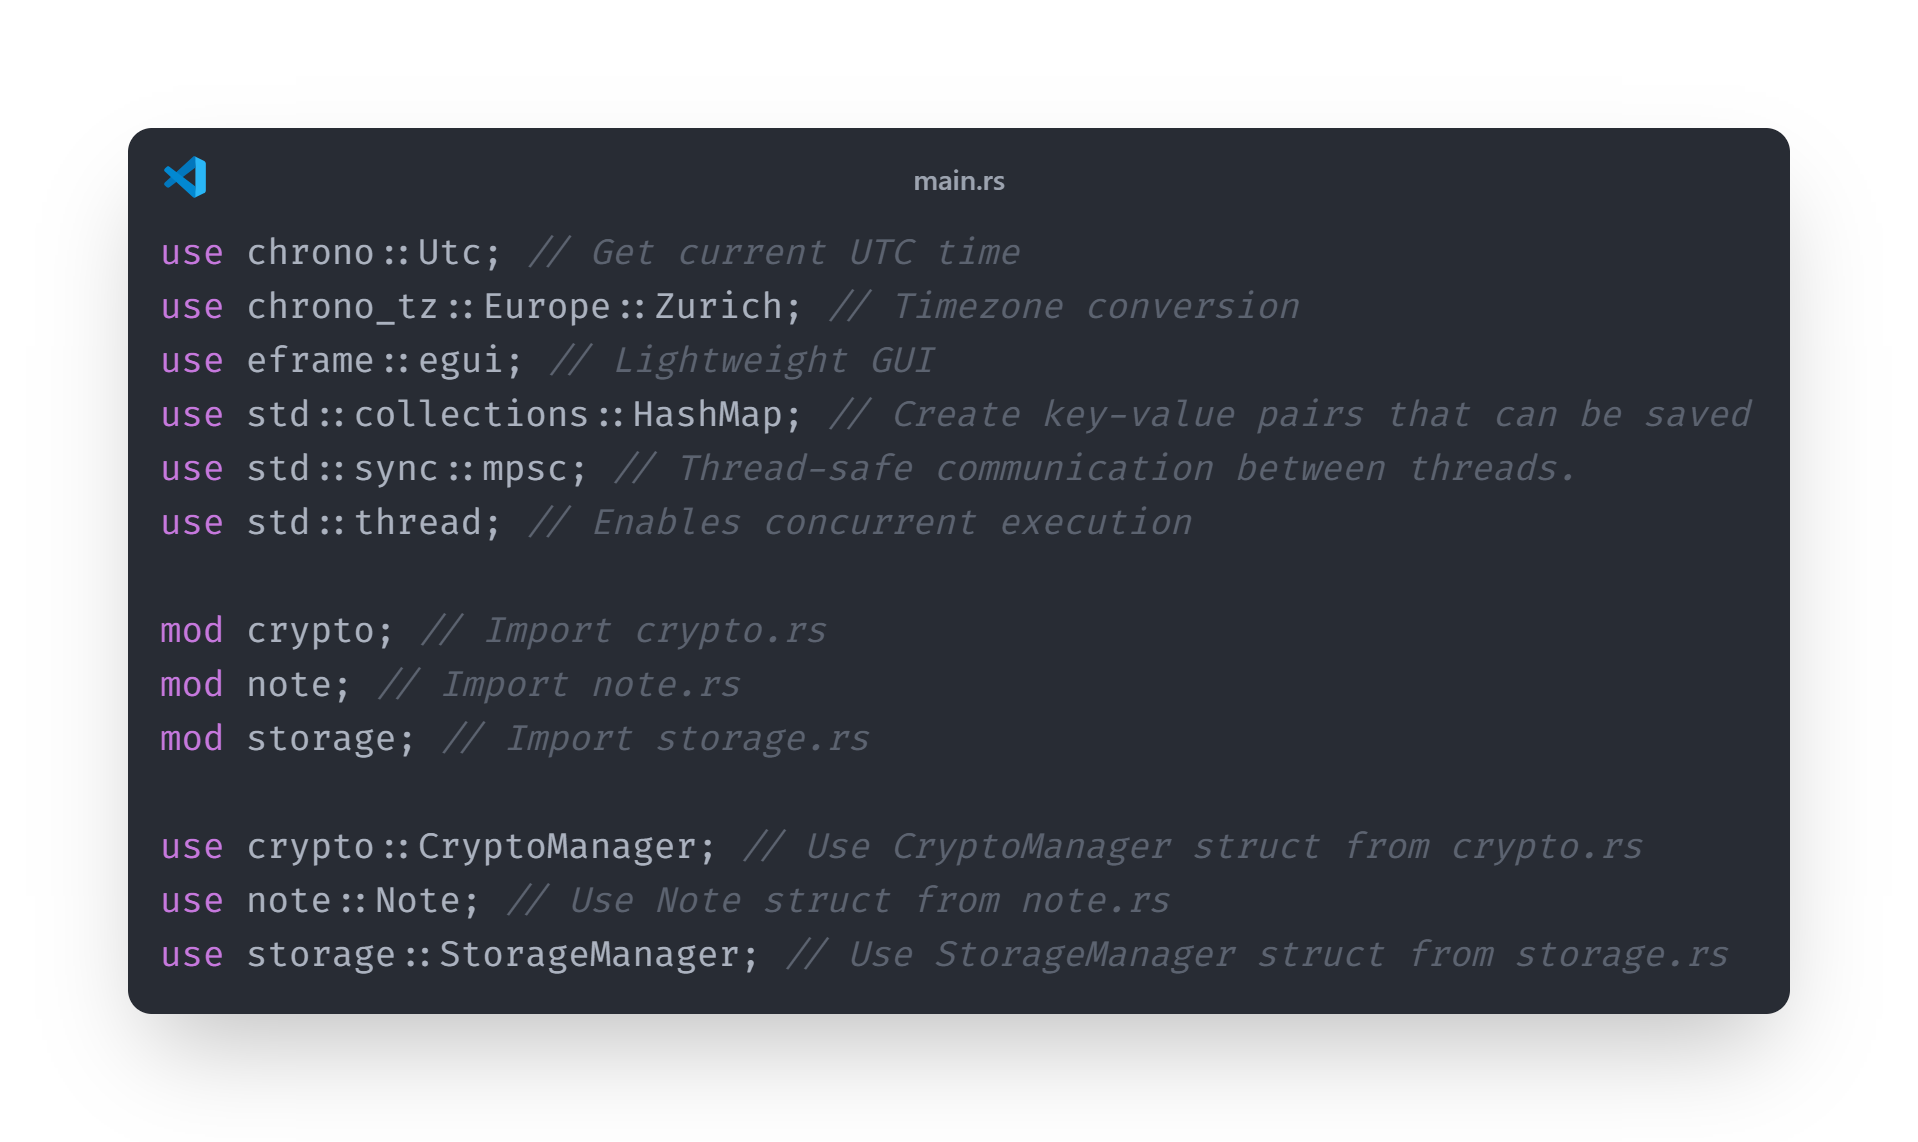 main.rs
use chrono::Utc; // Get current UTC time
use chrono_tz::Europe::Zurich; // Timezone conversion
use eframe::egui; // Lightweight GUI
use std::collections::HashMap; // Create key-value pairs that can be saved
use std::sync::mpsc; // Thread-safe communication between threads.
use std::thread; // Enables concurrent execution
mod crypto; // Import crypto.rs
mod note; // Import note.rs
mod storage; // Import storage.rs
use crypto::CryptoManager; // Use CryptoManager struct from crypto.rs
use note::Note; // Use Note struct from note.rs
use storage::StorageManager; // Use StorageManager struct from storage.rs